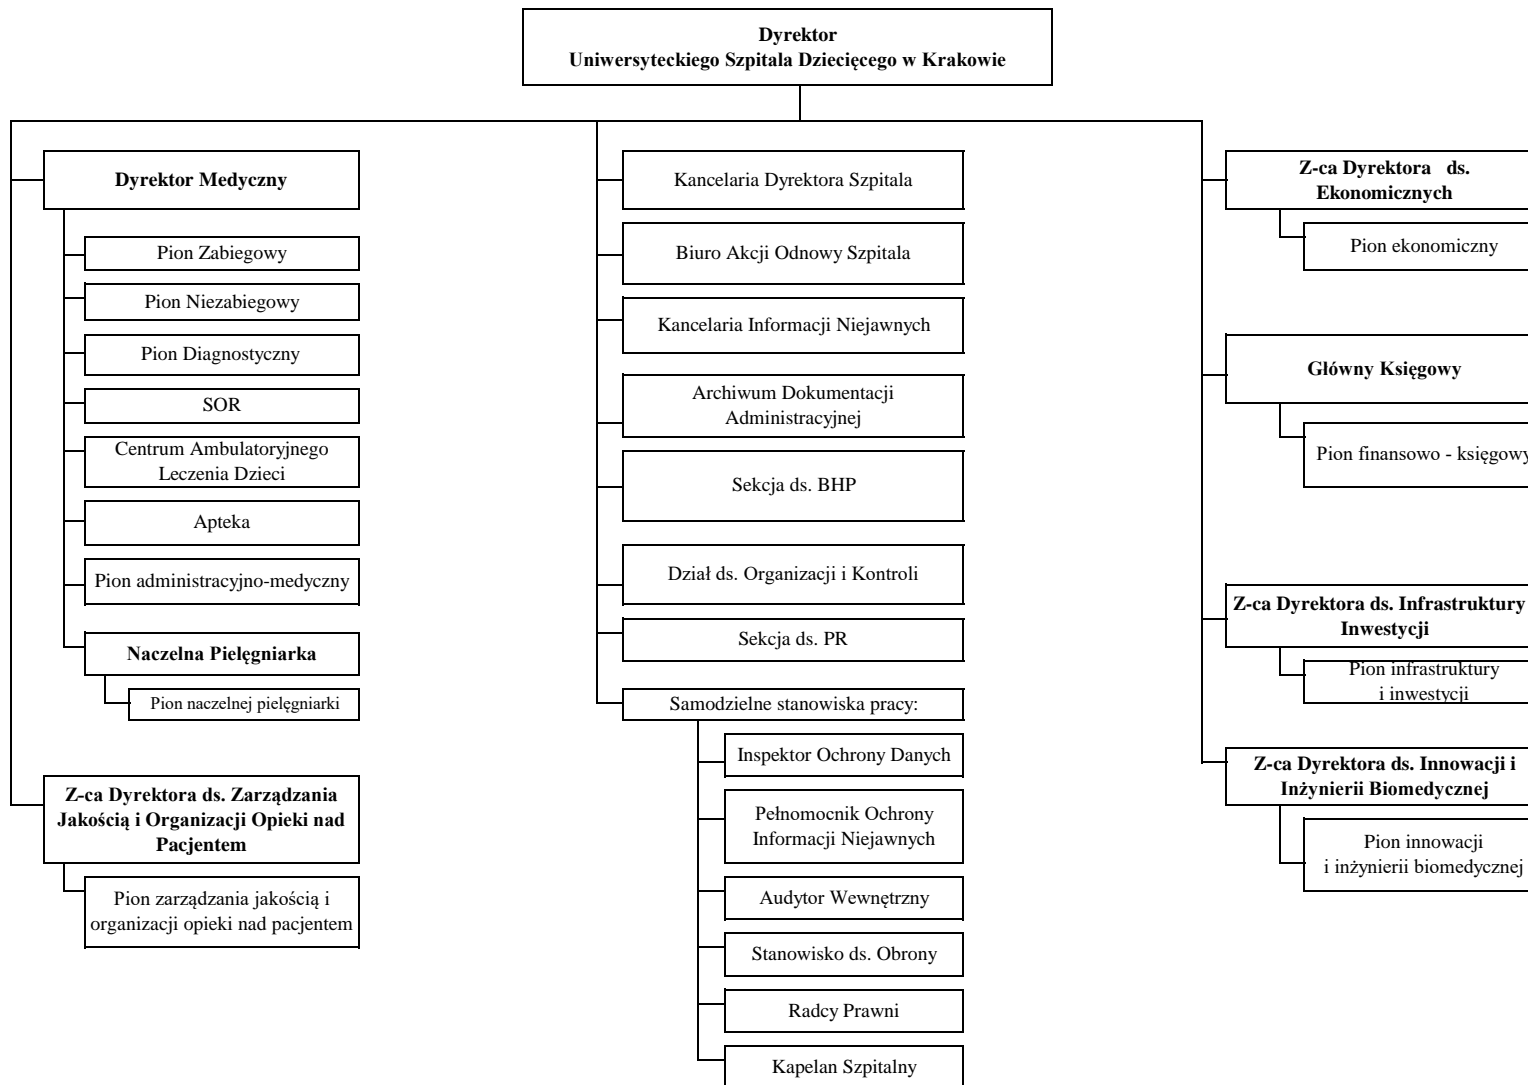 Dyrektor
Uniwersyteckiego Szpitala Dziecięcego w Krakowie
Dyrektor Medyczny
Pion Zabiegowy
Pion Niezabiegowy
Pion Diagnostyczny
SOR
Centrum Ambulatoryjnego
Leczenia Dzieci
Apteka
Pion administracyjno-medyczny
Naczelna Pielęgniarka
Pion naczelnej pielęgniarki
Z-ca Dyrektora ds. Zarządzania
Jakością i Organizacji Opieki nad
Pacjentem
Pion zarządzania jakością i
organizacji opieki nad pacjentem
Kancelaria Dyrektora Szpitala
Biuro Akcji Odnowy Szpitala
Kancelaria Informacji Niejawnych
Archiwum Dokumentacji
Administracyjnej
Sekcja ds. BHP
Dział ds. Organizacji i Kontroli
Sekcja ds. PR
Samodzielne stanowiska pracy:
Inspektor Ochrony Danych
Pełnomocnik Ochrony
Informacji Niejawnych
Audytor Wewnętrzny
Stanowisko ds. Obrony
Radcy Prawni
Kapelan Szpitalny
Z-ca Dyrektora ds.
Ekonomicznych
Pion ekonomiczny
Główny Księgowy
Pion finansowo - księgowy
Z-ca Dyrektora ds. Infrastruktury
Inwestycji
Pion infrastruktury
i inwestycji
Z-ca Dyrektora ds. Innowacji i
Inżynierii Biomedycznej
Pion innowacji
i inżynierii biomedycznej